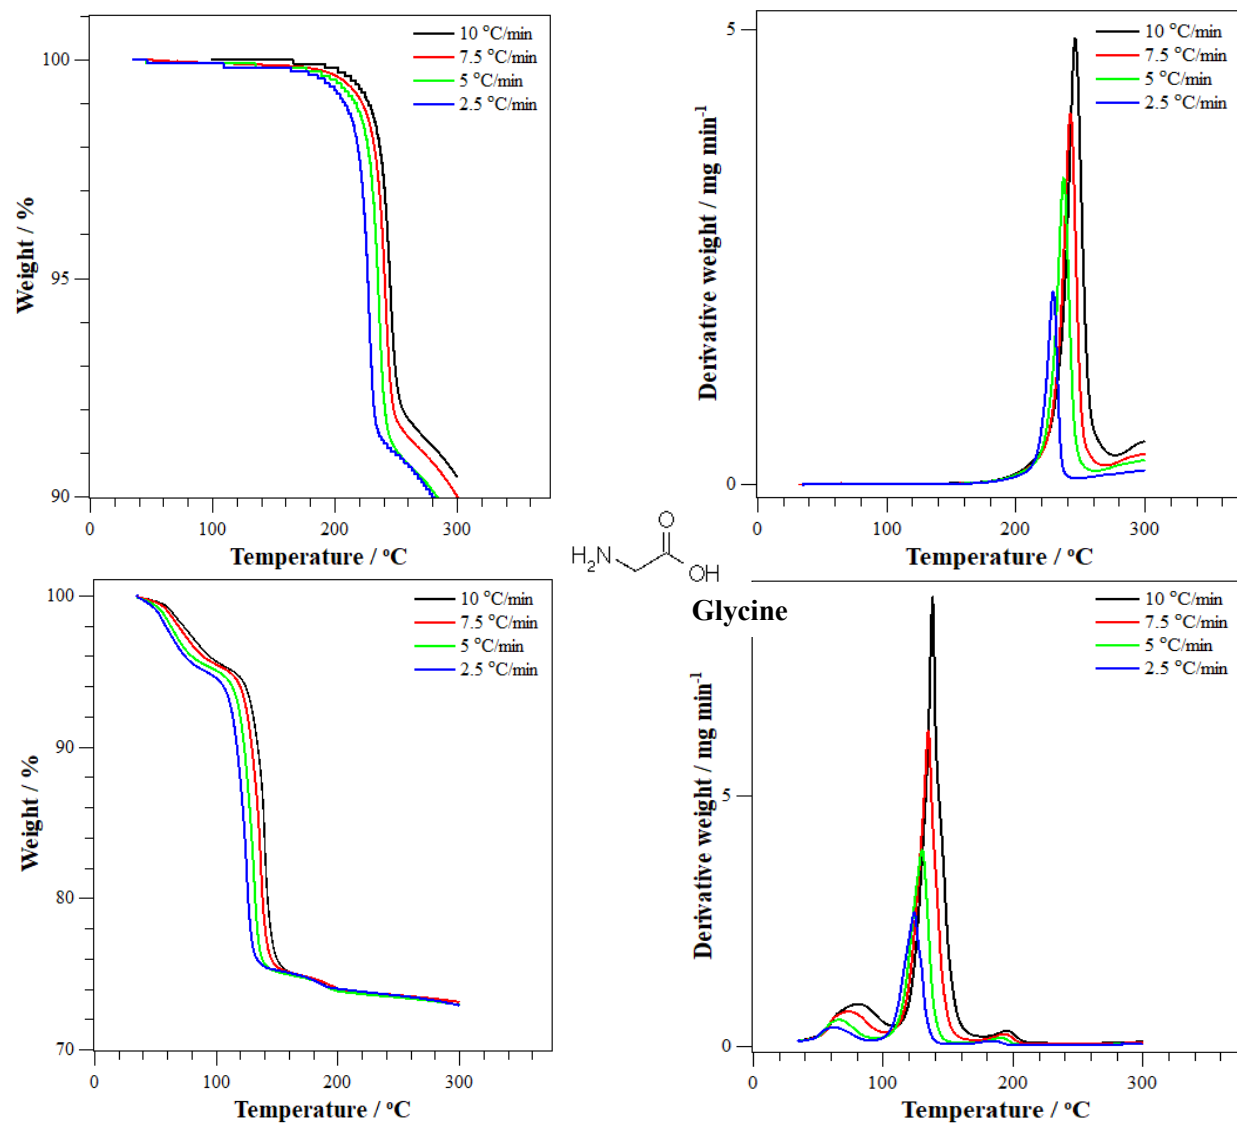 10 °C/min
7.5 °C/min
5 °C/min
2.5 °C/min
100
95
90
Weight / %
0
100
200
300
Temperature / °C
10 °C/min
7.5 °C/min
5 °C/min
2.5 °C/min
5
0
Derivative weight / mg min⁻¹
0
100
200
300
Temperature / °C
O
H₂N
OH
Glycine
10 °C/min
7.5 °C/min
5 °C/min
2.5 °C/min
100
90
80
70
Weight / %
0
100
200
300
Temperature / °C
10 °C/min
7.5 °C/min
5 °C/min
2.5 °C/min
5
0
Derivative weight / mg min⁻¹
0
100
200
300
Temperature / °C